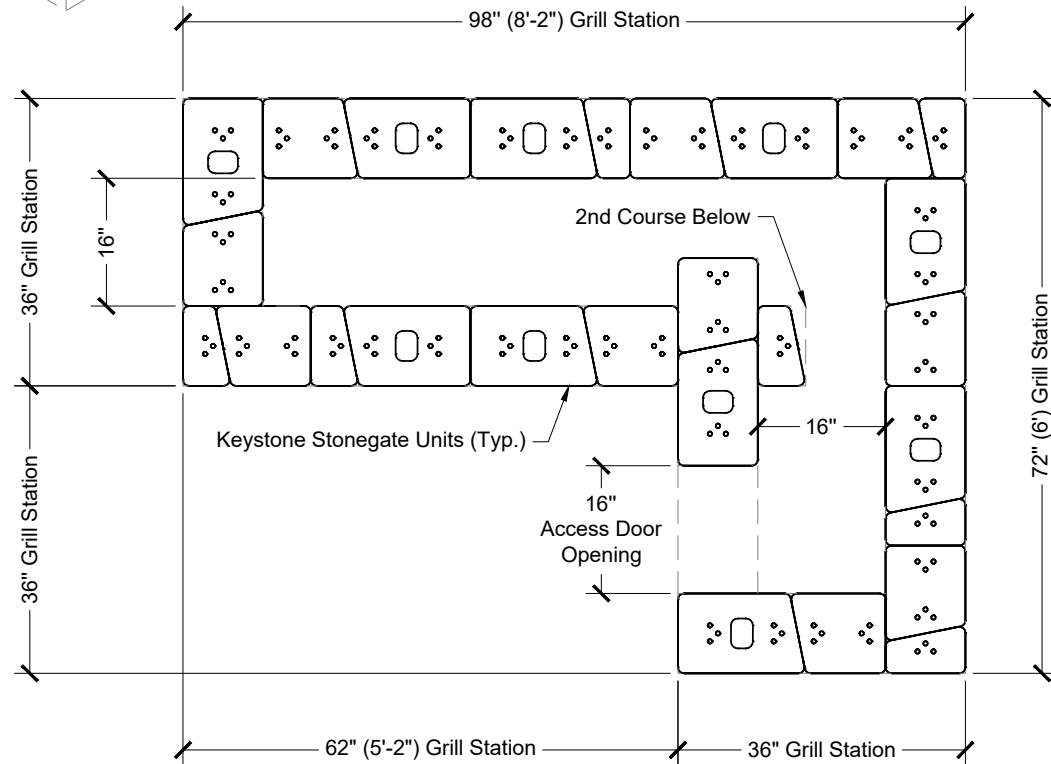 98" (8'-2") Grill Station
36" Grill Station
16"
2nd Course Below
72" (6') Grill Station
Keystone Stonegate Units (Typ.)
16"
16"
Access Door
Opening
36" Grill Station
62" (5'-2") Grill Station
36" Grill Station